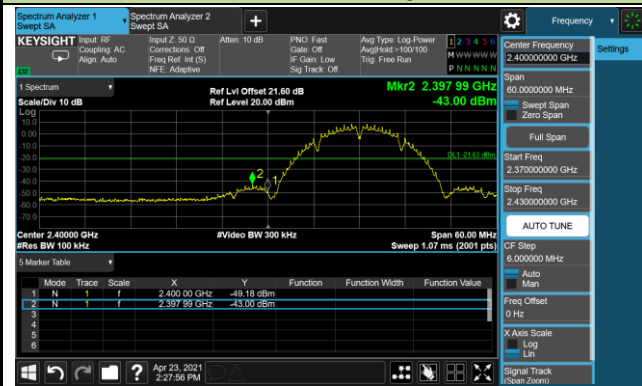 Spectrum Analyzer 1
Swept SA
Spectrum Analyzer 2
Swept SA
+
Frequency
KEYSIGHT
Input: RF
Coupling: AC
Align: Auto
Input Z: 50 Ω
Corrections: Off
Freq Ref: Int (S)
NFE: Adaptive
Atten: 10 dB
PNO: Fast
Gate: Off
IF Gain: Low
Sig Track: Off
Avg Type: Log-Power
Avg|Hold:>100/100
Trig: Free Run
1 2 3 4 5 6
M W W W W W
P N N N N N
LXI
1 Spectrum
Scale/Div 10 dB
Log
Ref Lvl Offset 21.60 dB
Ref Level 20.00 dBm
Mkr2 2.397 99 GHz
-43.00 dBm
10.0
0.00
-10.0
-20.0
-30.0
-40.0
-50.0
-60.0
-70.0
DL1 -21.63 dBm
2
1
Center 2.40000 GHz
#Res BW 100 kHz
#Video BW 300 kHz
Span 60.00 MHz
Sweep 1.07 ms (2001 pts)
5 Marker Table
Mode Trace Scale X Y Function Function Width Function Value
1 N 1 f 2.400 00 GHz -49.18 dBm
2 N 1 f 2.397 99 GHz -43.00 dBm
3
4
5
6
Center Frequency
2.400000000 GHz
Settings
Span
60.0000000 MHz
Swept Span
Zero Span
Full Span
Start Freq
2.370000000 GHz
Stop Freq
2.430000000 GHz
AUTO TUNE
CF Step
6.000000 MHz
Auto
Man
Freq Offset
0 Hz
X Axis Scale
Log
Lin
Signal Track
(Span Zoom)
?
Apr 23, 2021
2:27:56 PM